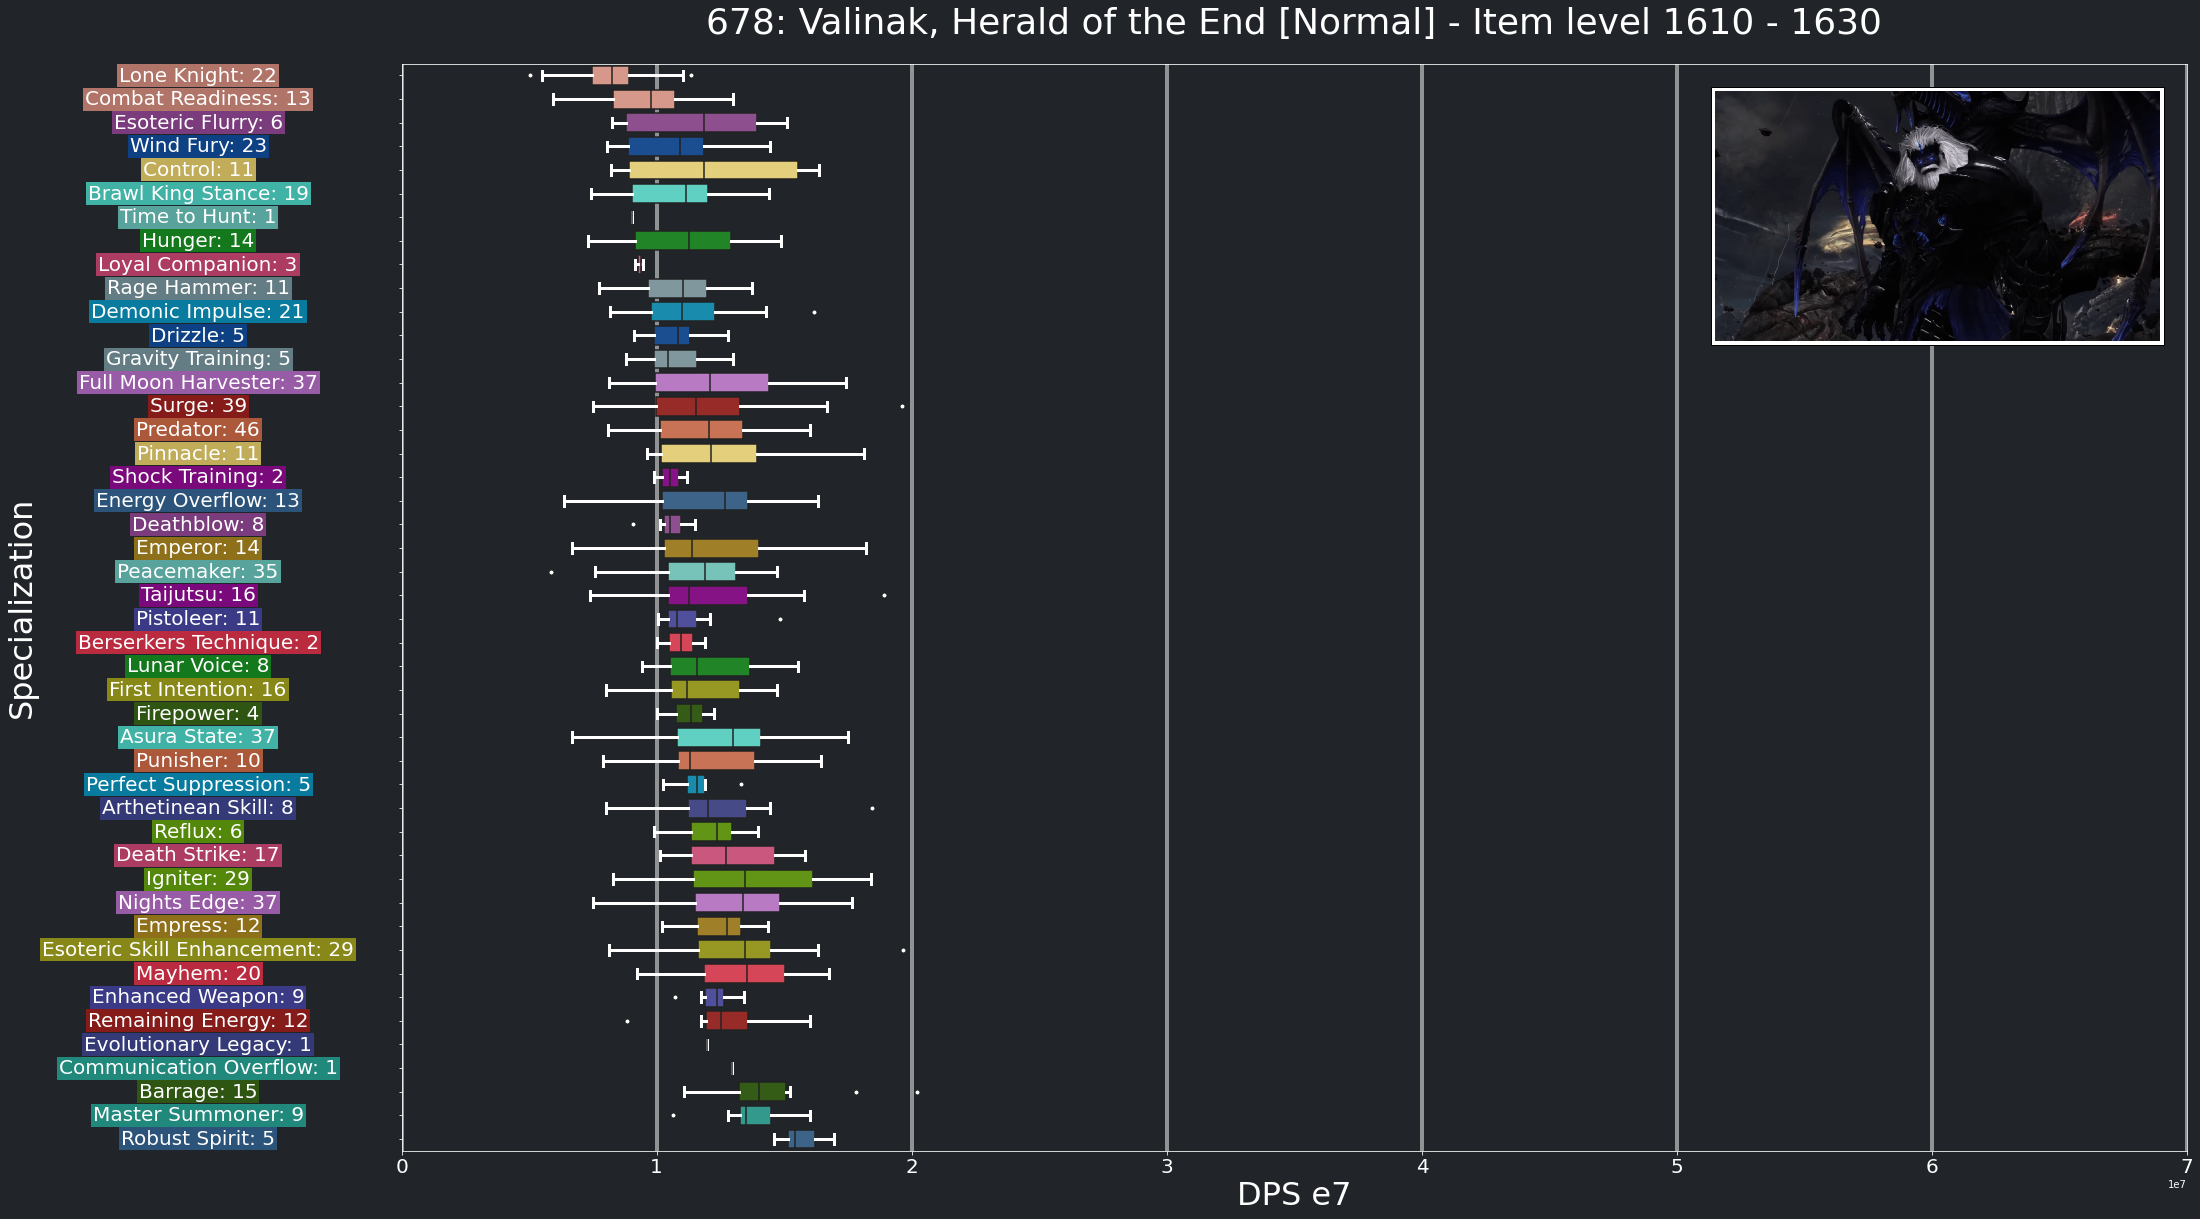 678: Valinak, Herald of the End [Normal] - Item level 1610 - 1630
Lone Knight: 22
Combat Readiness: 13
Esoteric Flurry: 6
Wind Fury: 23
Control: 11
Brawl King Stance: 19
Time to Hunt: 1
Hunger: 14
Loyal Companion: 3
Rage Hammer: 11
Demonic Impulse: 21
Drizzle: 5
Gravity Training: 5
Full Moon Harvester: 37
Surge: 39
Predator: 46
Pinnacle: 11
Shock Training: 2
Energy Overflow: 13
Deathblow: 8
Emperor: 14
Peacemaker: 35
Taijutsu: 16
Pistoleer: 11
Berserkers Technique: 2
Lunar Voice: 8
First Intention: 16
Firepower: 4
Asura State: 37
Punisher: 10
Perfect Suppression: 5
Arthetinean Skill: 8
Reflux: 6
Death Strike: 17
Igniter: 29
Nights Edge: 37
Empress: 12
Esoteric Skill Enhancement: 29
Mayhem: 20
Enhanced Weapon: 9
Remaining Energy: 12
Evolutionary Legacy: 1
Communication Overflow: 1
Barrage: 15
Master Summoner: 9
Robust Spirit: 5
Specialization
0 1 2 3 4 5 6 7
1e7
DPS e7